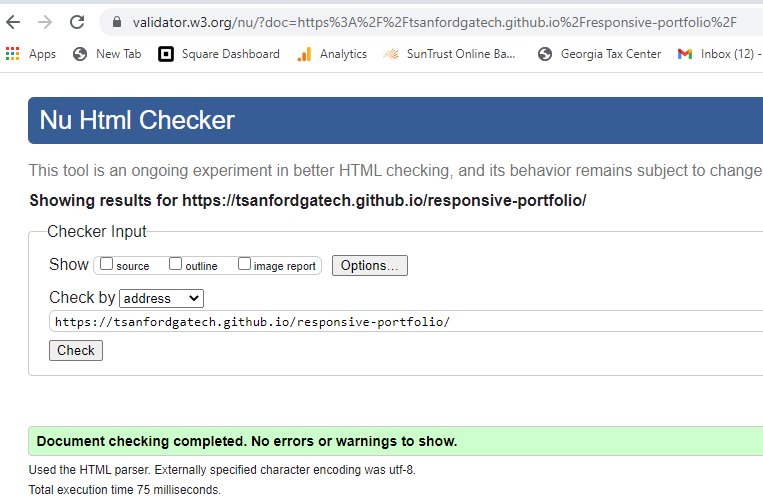 validator.w3.org/nu/?doc=https%3A%2F%2Ftsanfordgatech.github.io%2Fresponsive-portfolio%2F
Apps New Tab Square Dashboard Analytics SunTrust Online Ba... Georgia Tax Center Inbox (12) -
Nu Html Checker
This tool is an ongoing experiment in better HTML checking, and its behavior remains subject to change
Showing results for https://tsanfordgatech.github.io/responsive-portfolio/
Checker Input
Show source outline image report Options...
Check by address
https://tsanfordgatech.github.io/responsive-portfolio/
Check
Document checking completed. No errors or warnings to show.
Used the HTML parser. Externally specified character encoding was utf-8.
Total execution time 75 milliseconds.